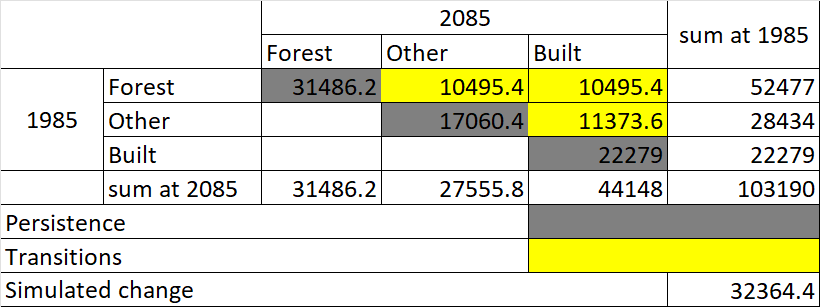 2085
sum at 1985
Forest Other Built
1985
Forest 31486.2 10495.4 10495.4 52477
Other 17060.4 11373.6 28434
Built 22279 22279
sum at 2085 31486.2 27555.8 44148 103190
Persistence
Transitions
Simulated change 32364.4